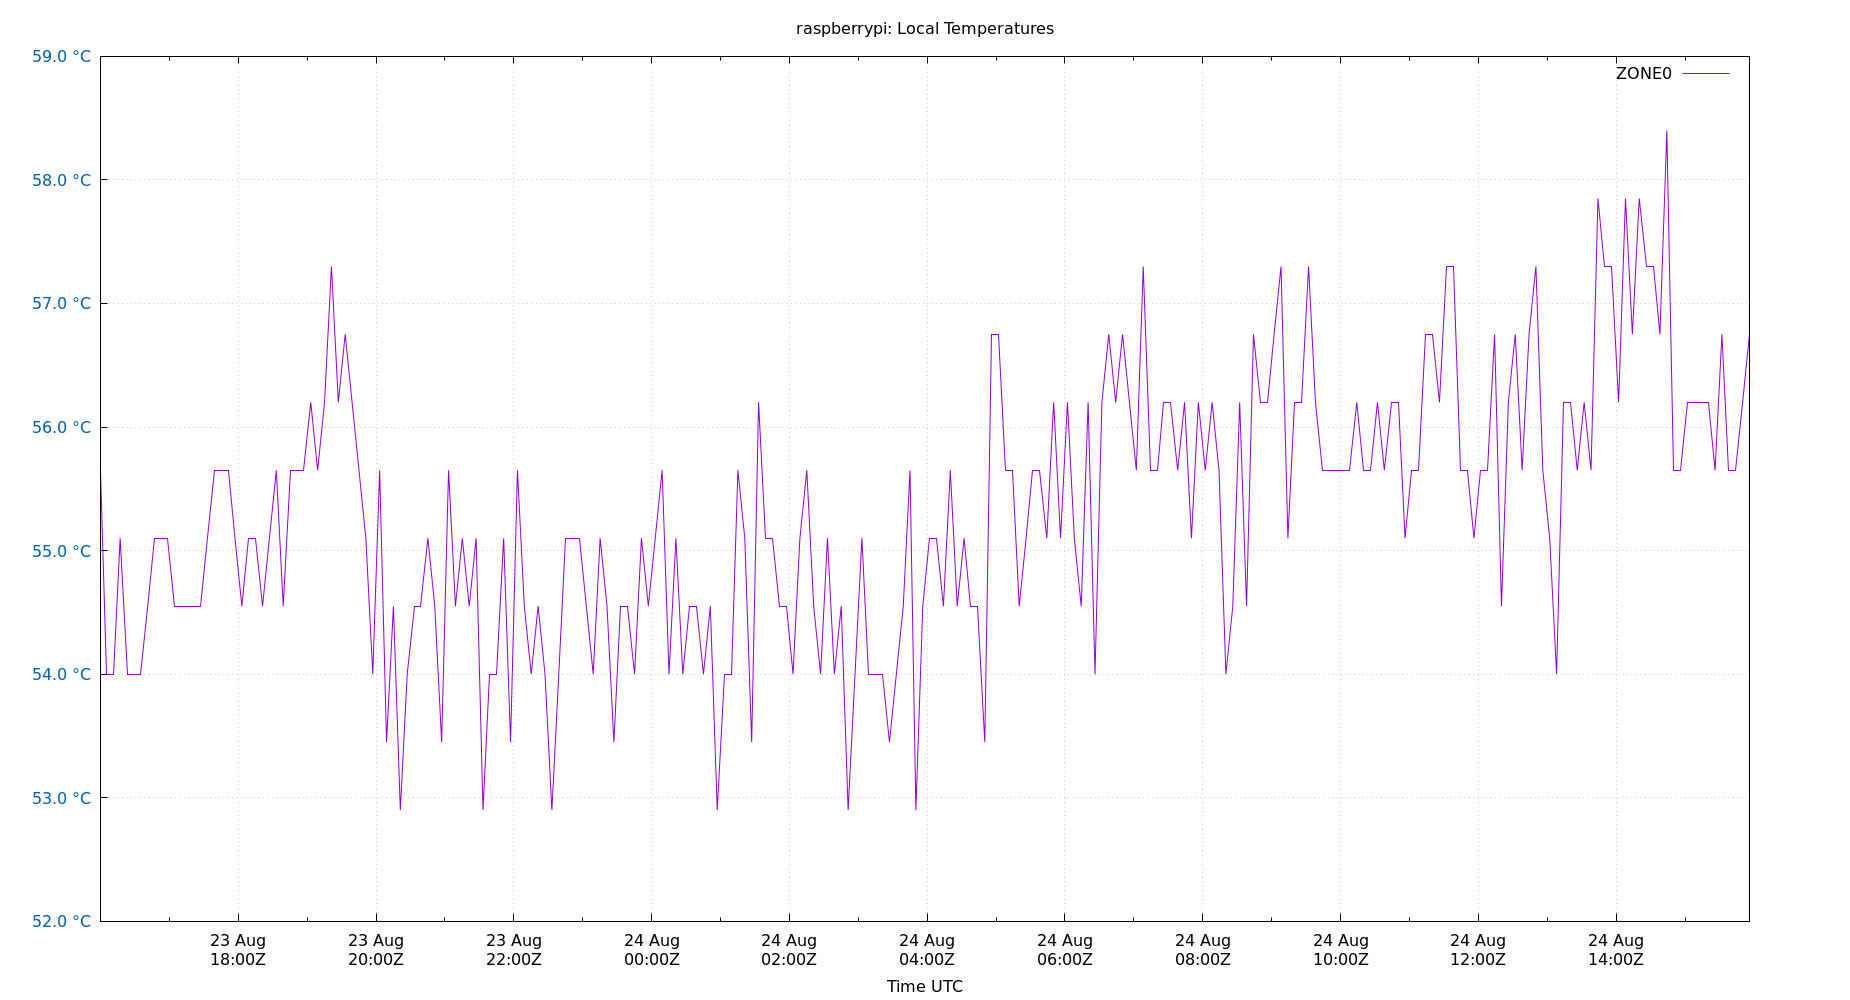 raspberrypi: Local Temperatures
59.0 °C
ZONE0
58.0 °C
57.0 °C
56.0 °C
55.0 °C
54.0 °C
53.0 °C
52.0 °C
23 Aug 23 Aug 23 Aug 24 Aug 24 Aug 24 Aug 24 Aug 24 Aug 24 Aug 24 Aug 24 Aug
18:00Z 20:00Z 22:00Z 00:00Z 02:00Z 04:00Z 06:00Z 08:00Z 10:00Z 12:00Z 14:00Z
Time UTC